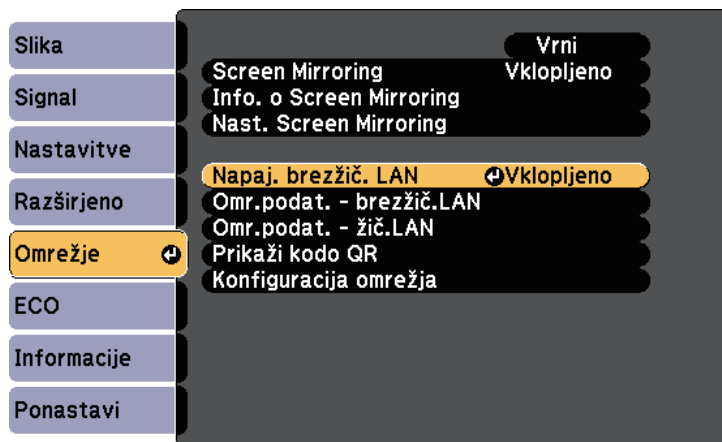 Slika
Signal
Nastavitve
Razširjeno
Omrežje
ECO
Informacije
Ponastavi
Vrni
Screen Mirroring Vklopljeno
Info. o Screen Mirroring
Nast. Screen Mirroring
Napaj. brezžič. LAN Vklopljeno
Omr.podat. - brezžič.LAN
Omr.podat. - žič.LAN
Prikaži kodo QR
Konfiguracija omrežja